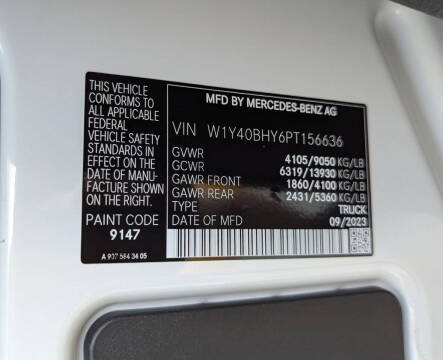 THIS VEHICLE
CONFORMS TO
ALL APPLICABLE
FEDERAL
VEHICLE SAFETY
STANDARDS IN
EFFECT ON THE
DATE OF MANU-
FACTURE SHOWN
ON THE RIGHT.
PAINT CODE
9147
A 907 584 34 05
MFD BY MERCEDES-BENZ AG
VIN W1Y40BHY6PT156636
GVWR 4105/9050 KG/LB
GCWR 6319/13930 KG/LB
GAWR FRONT 1860/4100 KG/LB
GAWR REAR 2431/5360 KG/LB
TYPE TRUCK
DATE OF MFD 09/2023